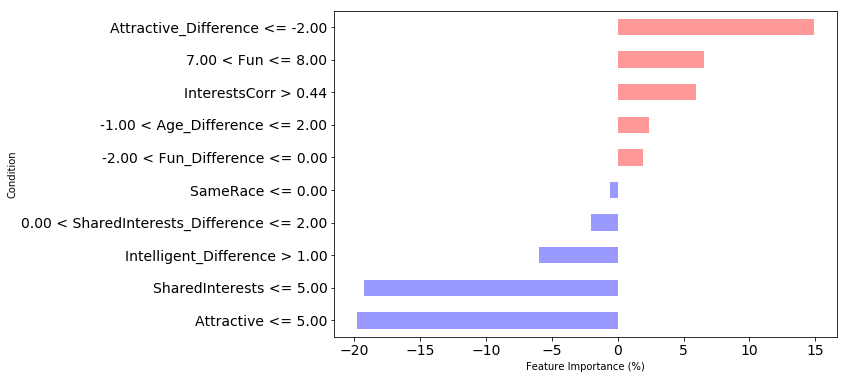 Attractive_Difference <= -2.00
7.00 < Fun <= 8.00
InterestsCorr > 0.44
-1.00 < Age_Difference <= 2.00
-2.00 < Fun_Difference <= 0.00
SameRace <= 0.00
0.00 < SharedInterests_Difference <= 2.00
Intelligent_Difference > 1.00
SharedInterests <= 5.00
Attractive <= 5.00
Condition
−20 −15 −10 −5 0 5 10 15
Feature Importance (%)